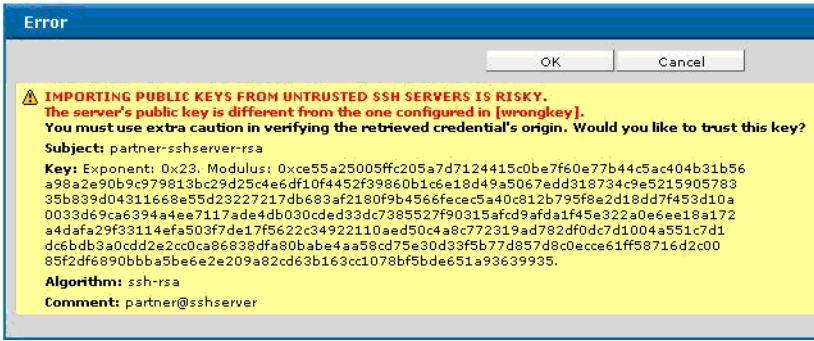 Error
OK Cancel
IMPORTING PUBLIC KEYS FROM UNTRUSTED SSH SERVERS IS RISKY.
The server's public key is different from the one configured in [wrongkey].
You must use extra caution in verifying the retrieved credential's origin. Would you like to trust this key?
Subject: partner-sshserver-rsa
Key: Exponent: 0x23. Modulus: 0xce55a25005ffc205a7d7124415c0be7f60e77b44c5ac404b31b56
a98a2e90b9c979813bc29d25c4e6df10f4452f39860b1c6e18d49a5067edd318734c9e5215905783
35b839d04311668e55d23227217db683af2180f9b4566fecec5a40c812b795f8e2d18dd7f453d10a
0033d69ca6394a4ee7117ade4db030cded33dc7385527f90315afcd9afda1f45e322a0e6ee18a172
a4dafa29f33114efa503f7de17f5622c34922110aed50c4a8c772319ad782df0dc7d1004a551c7d1
dc6bdb3a0cdd2e2cc0ca86838dfa80babe4aa58cd75e30d33f5b77d857d8c0ecce61ff58716d2c00
85f2df6890bbba5be6e2e209a82cd63b163cc1078bf5bde651a93639935.
Algorithm: ssh-rsa
Comment: partner@sshserver